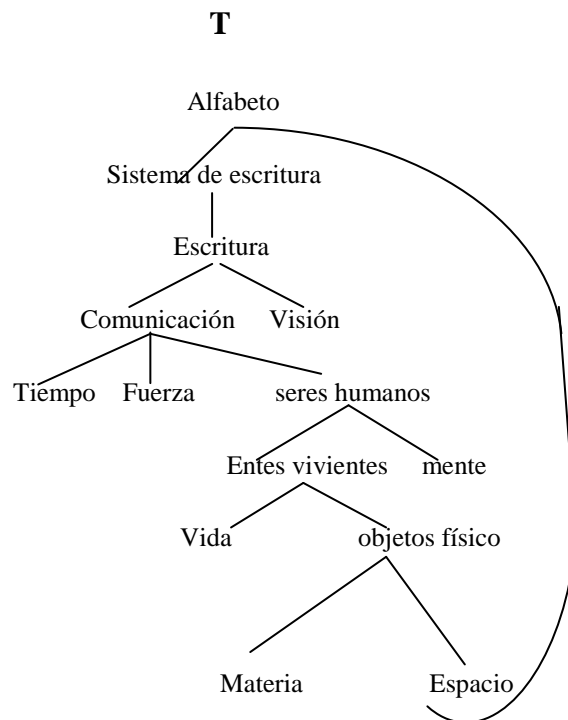 T
Alfabeto
Sistema de escritura
Escritura
Comunicación Visión
Tiempo Fuerza seres humanos
Entes vivientes mente
Vida objetos físico
Materia Espacio